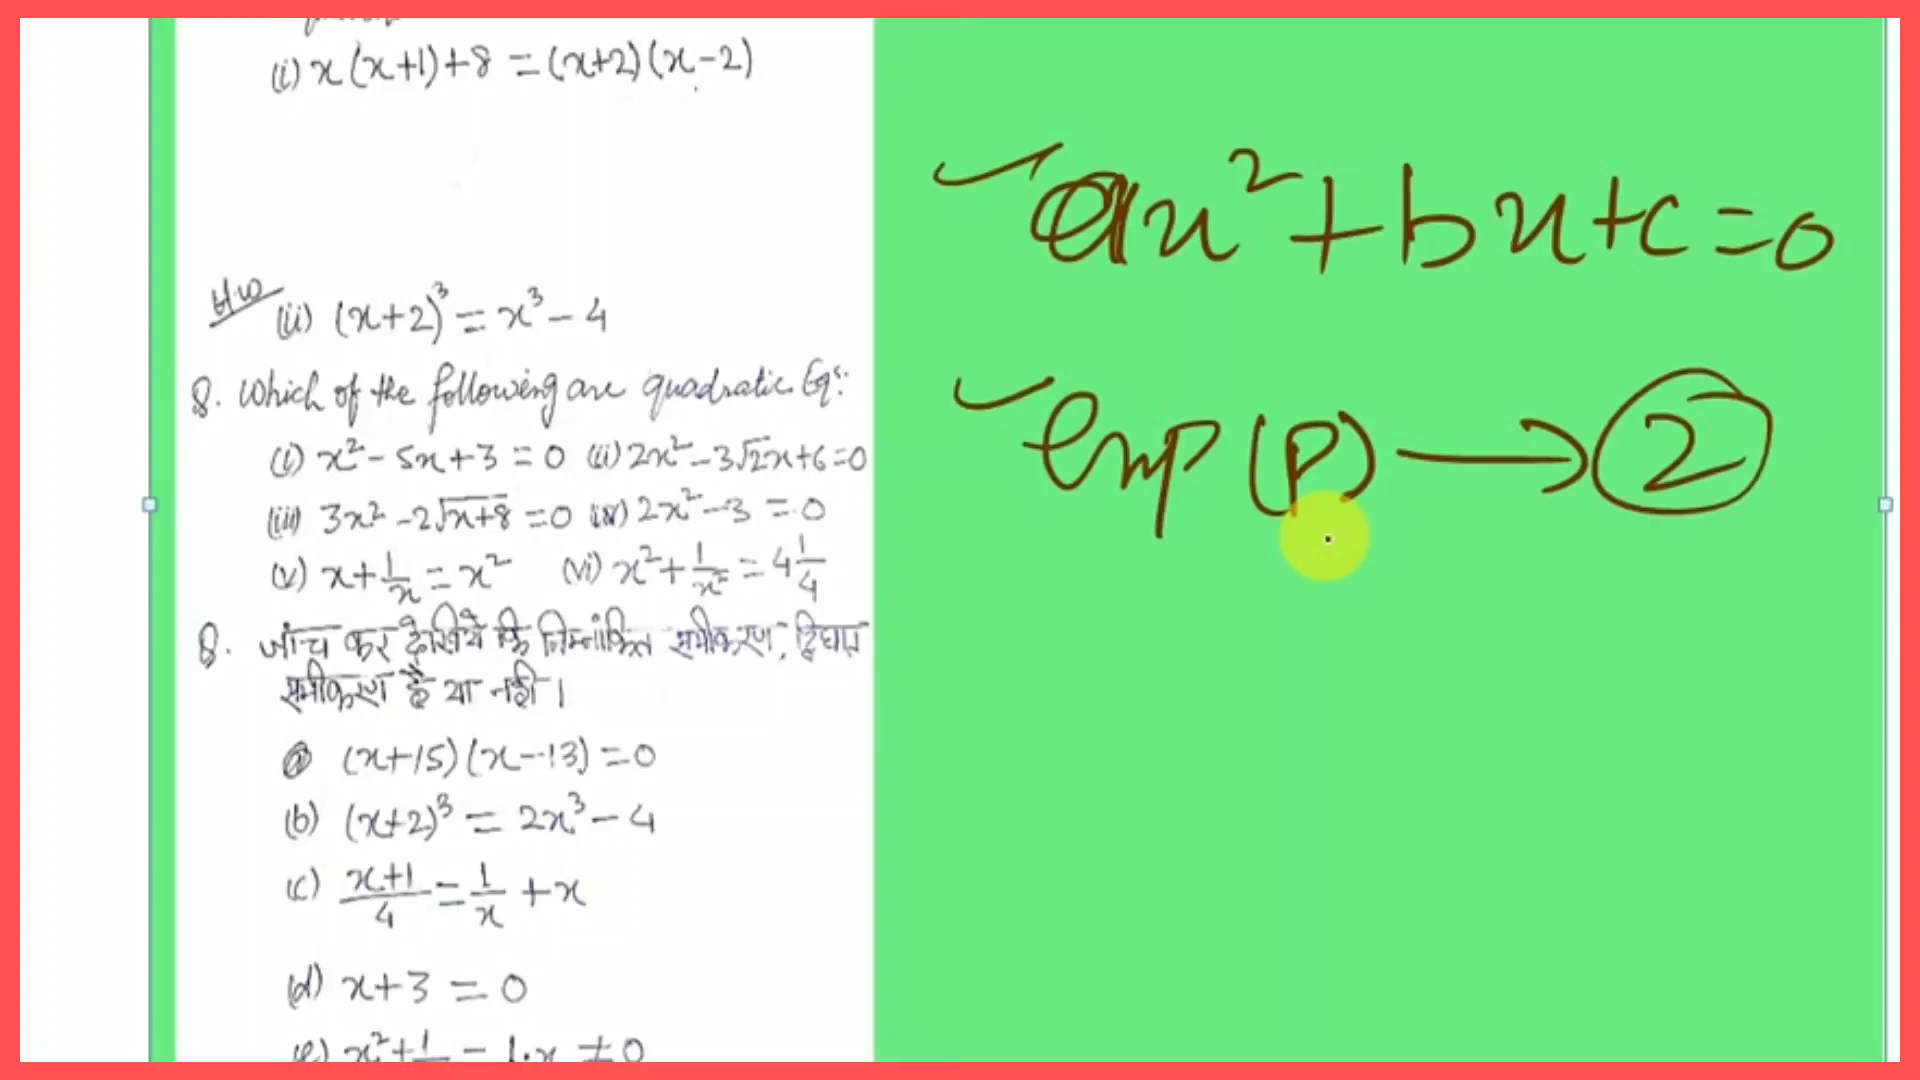 (i) x(x+1)+8 = (x+2)(x-2)
H.W
(ii) (x+2)³ = x³ - 4
Q. Which of the following are quadratic Eqs:
(i) x² - 5x + 3 = 0 (ii) 2x² - 3√2x + 6 = 0
(iii) 3x² - 2√x+8 = 0 (iv) 2x² - 3 = 0
(v) x + 1/x = x² (vi) x² + 1/x² = 4 1/4
Q. जाँच कर देखिये कि निम्नांकित समीकरण, द्विघात
समीकरण है या नहीं।
(a) (x+15)(x-13) = 0
(b) (x+2)³ = 2x³ - 4
(c) x+1/4 = 1/x + x
(d) x+3 = 0
ax² + bx + c = 0
exp (P) → 2